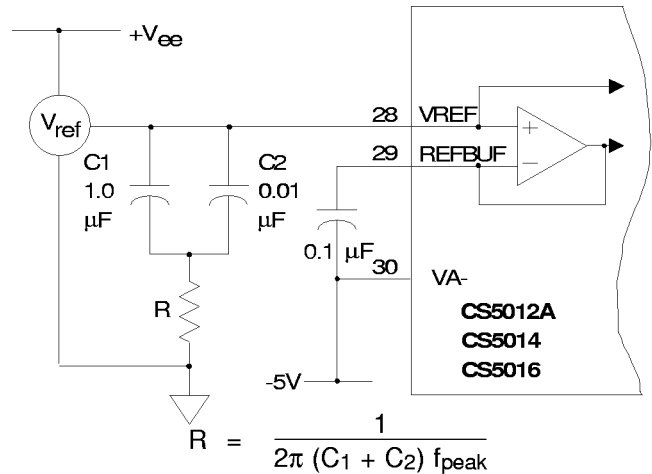 +Vee
Vref
28 VREF
29 REFBUF
C1
1.0
μF
C2
0.01
μF
0.1 μF
30 VA-
R
CS5012A
CS5014
CS5016
-5V
+
−
R = 1 / 2π (C1 + C2) fpeak